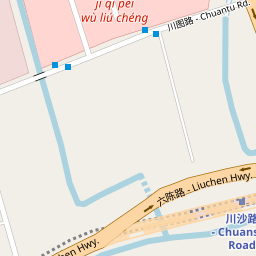 jī qì pèi
wù liú chéng
川图路 - Chuantu Rd.
六陈路 - Liuchen Hwy.
川沙路
- Chuans
Road
Hwy.